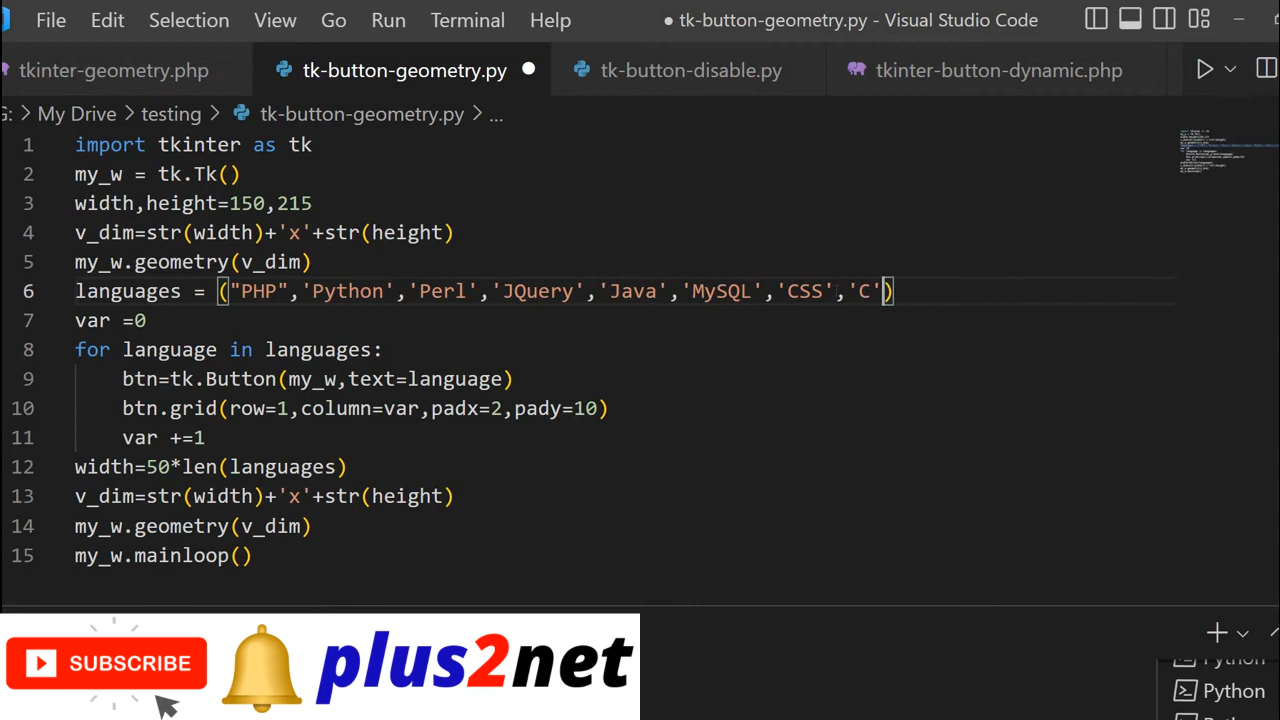 File Edit Selection View Go Run Terminal Help ● tk-button-geometry.py - Visual Studio Code
tkinter-geometry.php tk-button-geometry.py tk-button-disable.py tkinter-button-dynamic.php
G: > My Drive > testing > tk-button-geometry.py > ...
1 import tkinter as tk
2 my_w = tk.Tk()
3 width,height=150,215
4 v_dim=str(width)+'x'+str(height)
5 my_w.geometry(v_dim)
6 languages = ("PHP",'Python','Perl','JQuery','Java','MySQL','CSS','C')
7 var =0
8 for language in languages:
9     btn=tk.Button(my_w,text=language)
10     btn.grid(row=1,column=var,padx=2,pady=10)
11     var +=1
12 width=50*len(languages)
13 v_dim=str(width)+'x'+str(height)
14 my_w.geometry(v_dim)
15 my_w.mainloop()
SUBSCRIBE plus2net
Python
Python